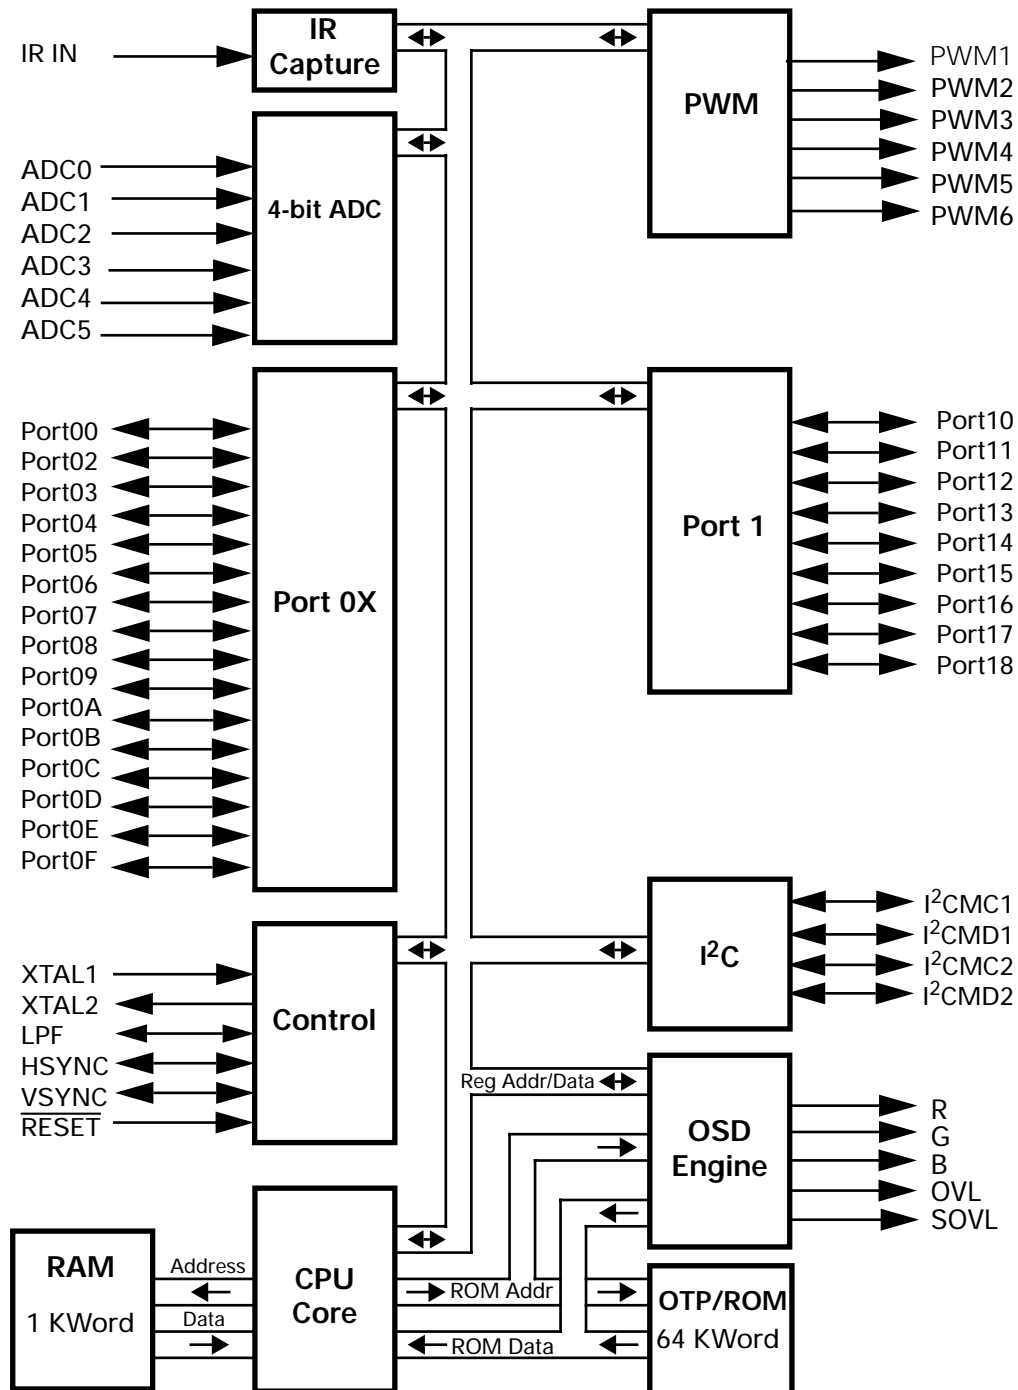 IR IN
IR
Capture
ADC0
ADC1
ADC2
ADC3
ADC4
ADC5
4-bit ADC
Port00
Port02
Port03
Port04
Port05
Port06
Port07
Port08
Port09
Port0A
Port0B
Port0C
Port0D
Port0E
Port0F
Port 0X
XTAL1
XTAL2
LPF
HSYNC
VSYNC
RESET
Control
RAM
1 KWord
Address
Data
CPU
Core
PWM
PWM1
PWM2
PWM3
PWM4
PWM5
PWM6
Port 1
Port10
Port11
Port12
Port13
Port14
Port15
Port16
Port17
Port18
I²C
I²CMC1
I²CMD1
I²CMC2
I²CMD2
Reg Addr/Data
OSD
Engine
R
G
B
OVL
SOVL
ROM Addr
ROM Data
OTP/ROM
64 KWord